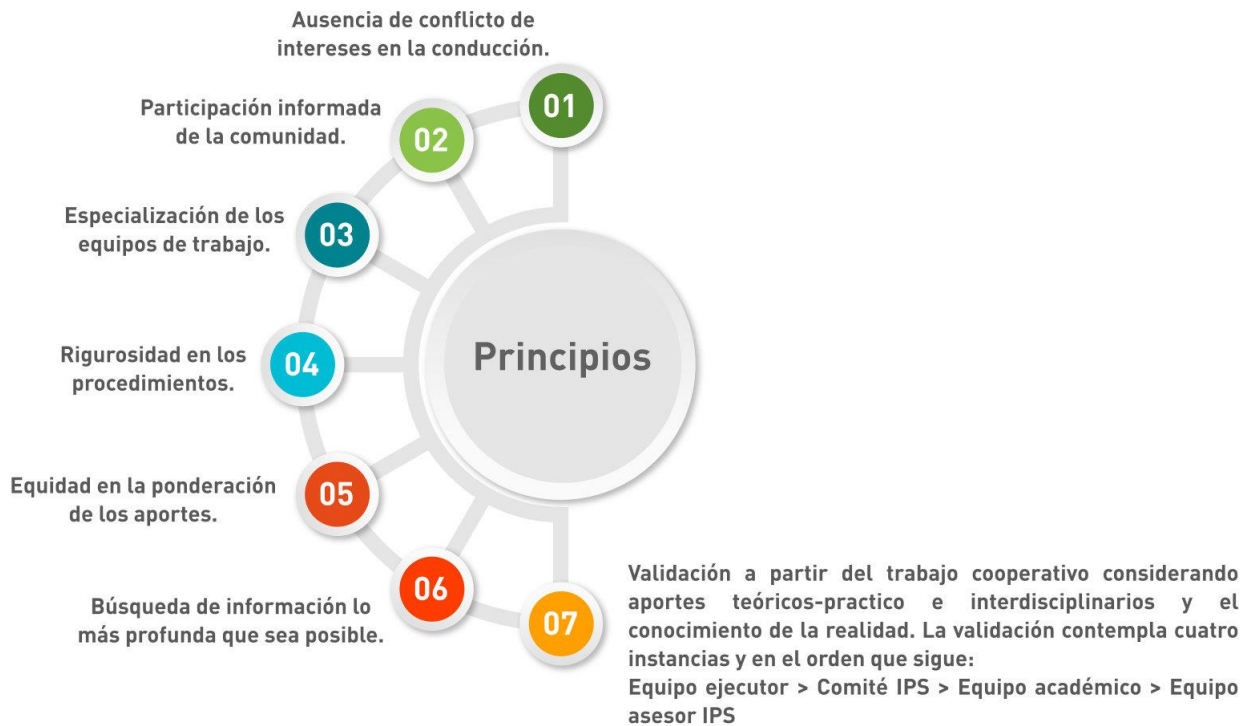 Ausencia de conflicto de
intereses en la conducción.
01
Participación informada
de la comunidad.
02
Especialización de los
equipos de trabajo.
03
Rigurosidad en los
procedimientos.
04
Principios
Equidad en la ponderación
de los aportes.
05
Búsqueda de información lo
más profunda que sea posible.
06
07
Validación a partir del trabajo cooperativo considerando
aportes teóricos-practico e interdisciplinarios y el
conocimiento de la realidad. La validación contempla cuatro
instancias y en el orden que sigue:
Equipo ejecutor > Comité IPS > Equipo académico > Equipo
asesor IPS